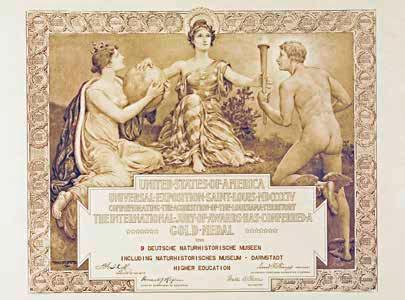 UNITED·STATES·OF·AMERICA
UNIVERSAL·EXPOSITION·SAINT·LOUIS·MDCCCCIV
COMMEMORATING·THE·ACQUISITION·OF·THE·LOUISIANA·TERRITORY
THE·INTERNATIONAL·JURY·OF·AWARDS·HAS·CONFERRED·A
GOLD·MEDAL
9 DEUTSCHE NATURHISTORISCHE MUSEEN
INCLUDING NATURHISTORISCHES MUSEUM - DARMSTADT
HIGHER EDUCATION